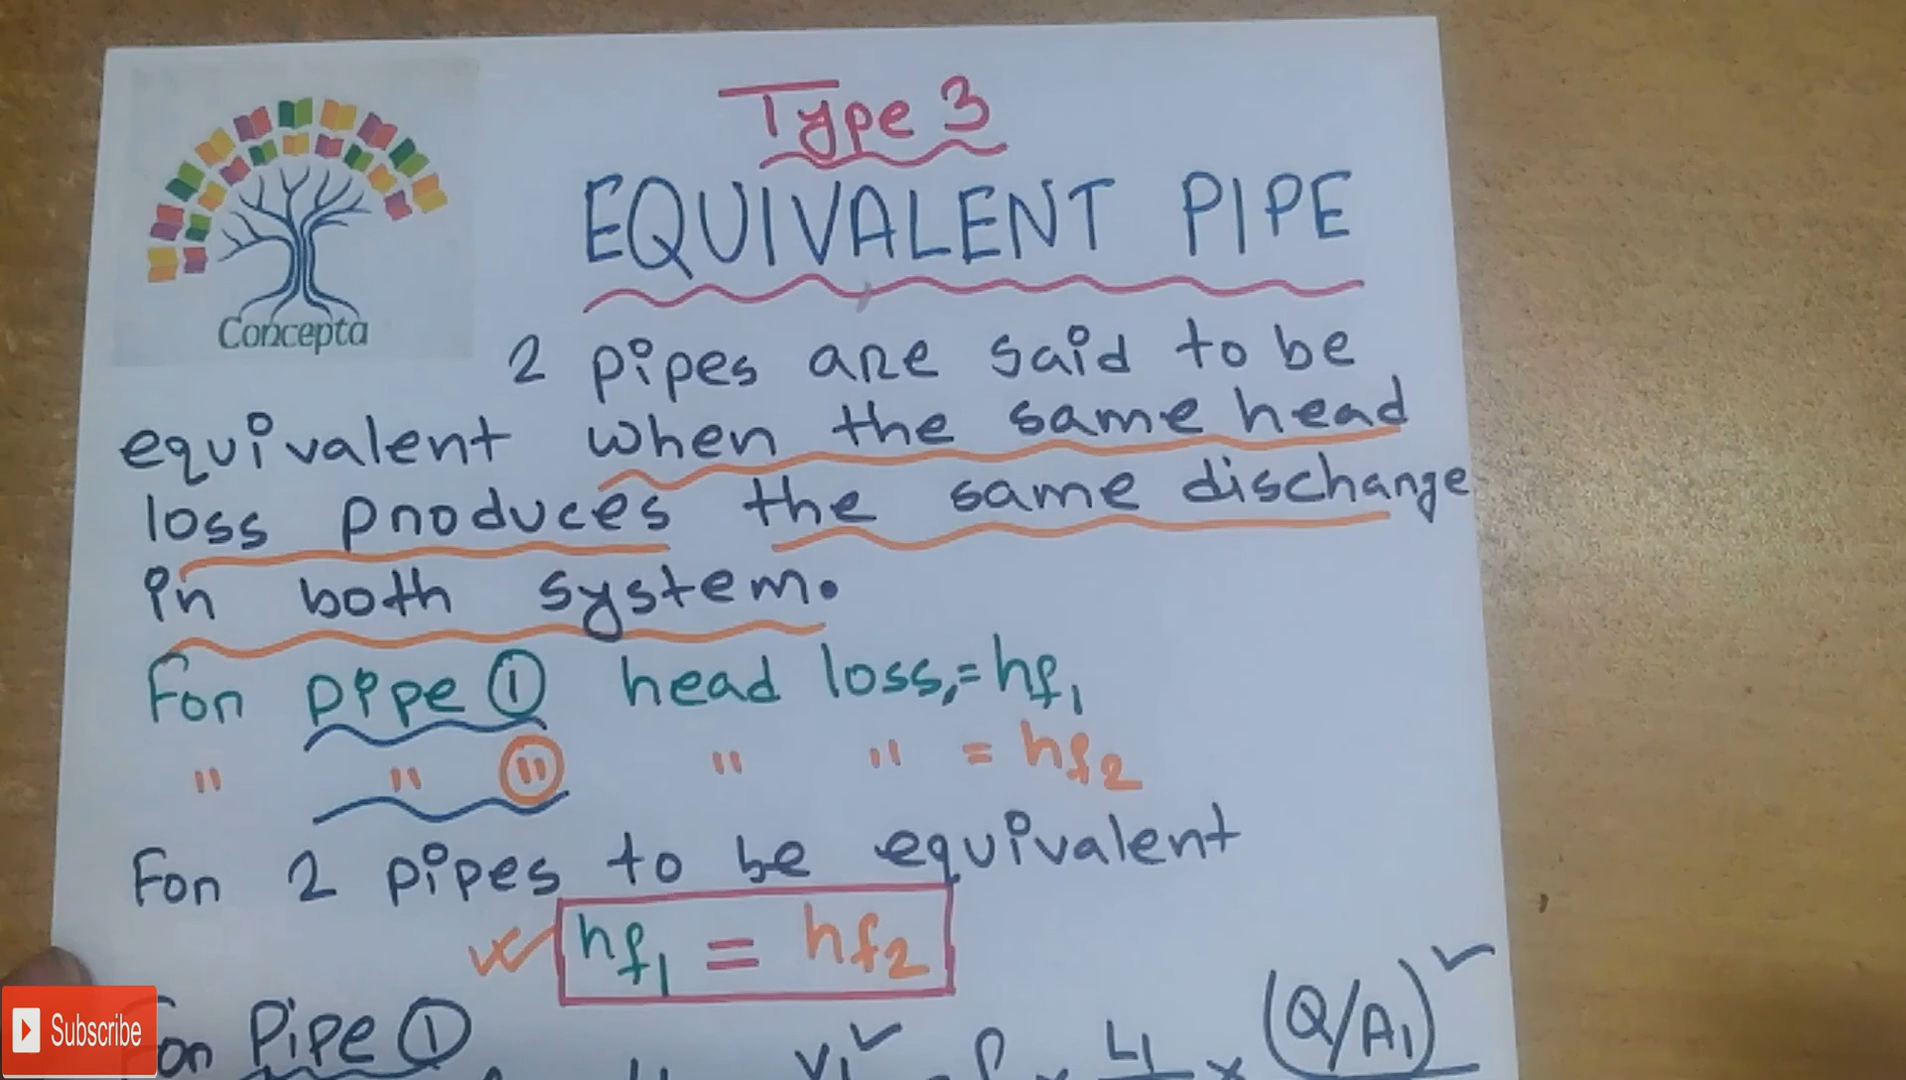 Type 3
EQUIVALENT PIPE
Concepta
2 pipes are said to be
equivalent when the same head
loss produces the same discharge
in both system.
For pipe ① head loss,= hf1
" " ⑪ " " = hf2
For 2 pipes to be equivalent
hf1 = hf2
For Pipe ①
(Q/A1)
Subscribe